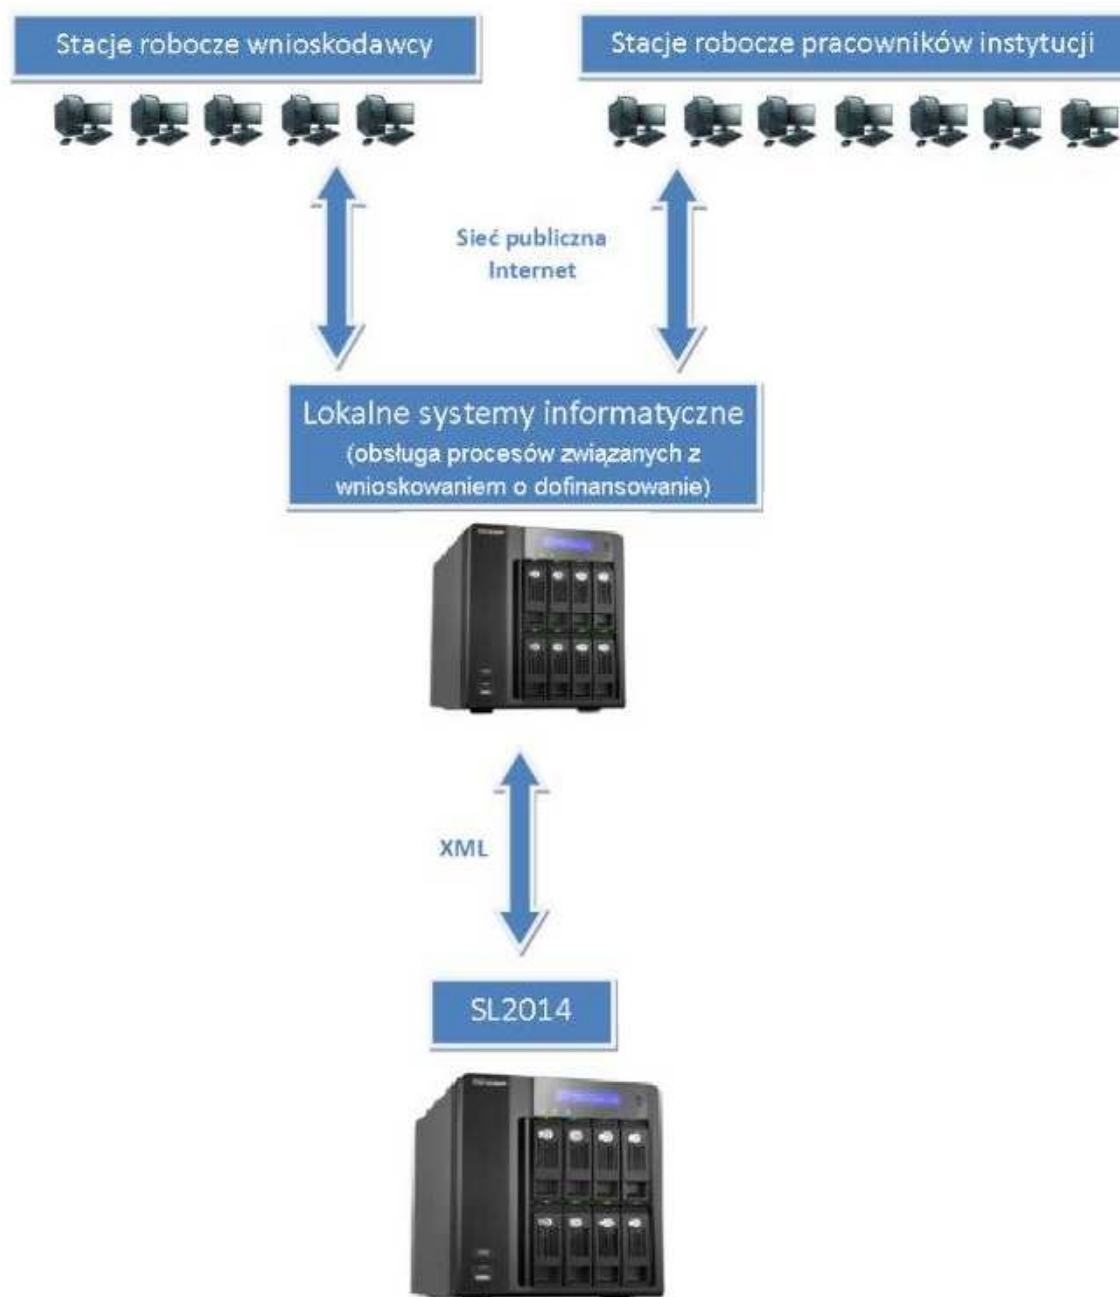 Stacje robocze wnioskodawcy
Stacje robocze pracowników instytucji
Sieć publiczna
Internet
Lokalne systemy informatyczne
(obsługa procesów związanych z
wnioskowaniem o dofinansowanie)
XML
SL2014